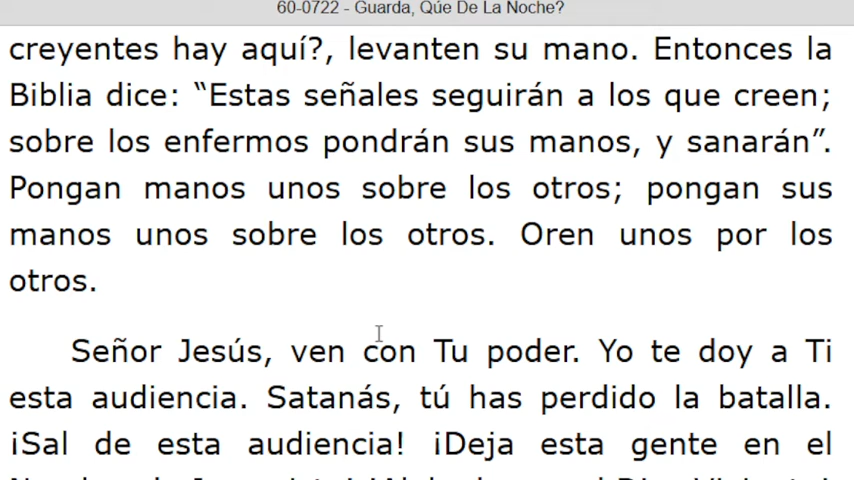 60-0722 - Guarda, Qúe De La Noche?
creyentes hay aquí?, levanten su mano. Entonces la
Biblia dice: “Estas señales seguirán a los que creen;
sobre los enfermos pondrán sus manos, y sanarán”.
Pongan manos unos sobre los otros; pongan sus
manos unos sobre los otros. Oren unos por los
otros.
Señor Jesús, ven con Tu poder. Yo te doy a Ti
esta audiencia. Satanás, tú has perdido la batalla.
¡Sal de esta audiencia! ¡Deja esta gente en el